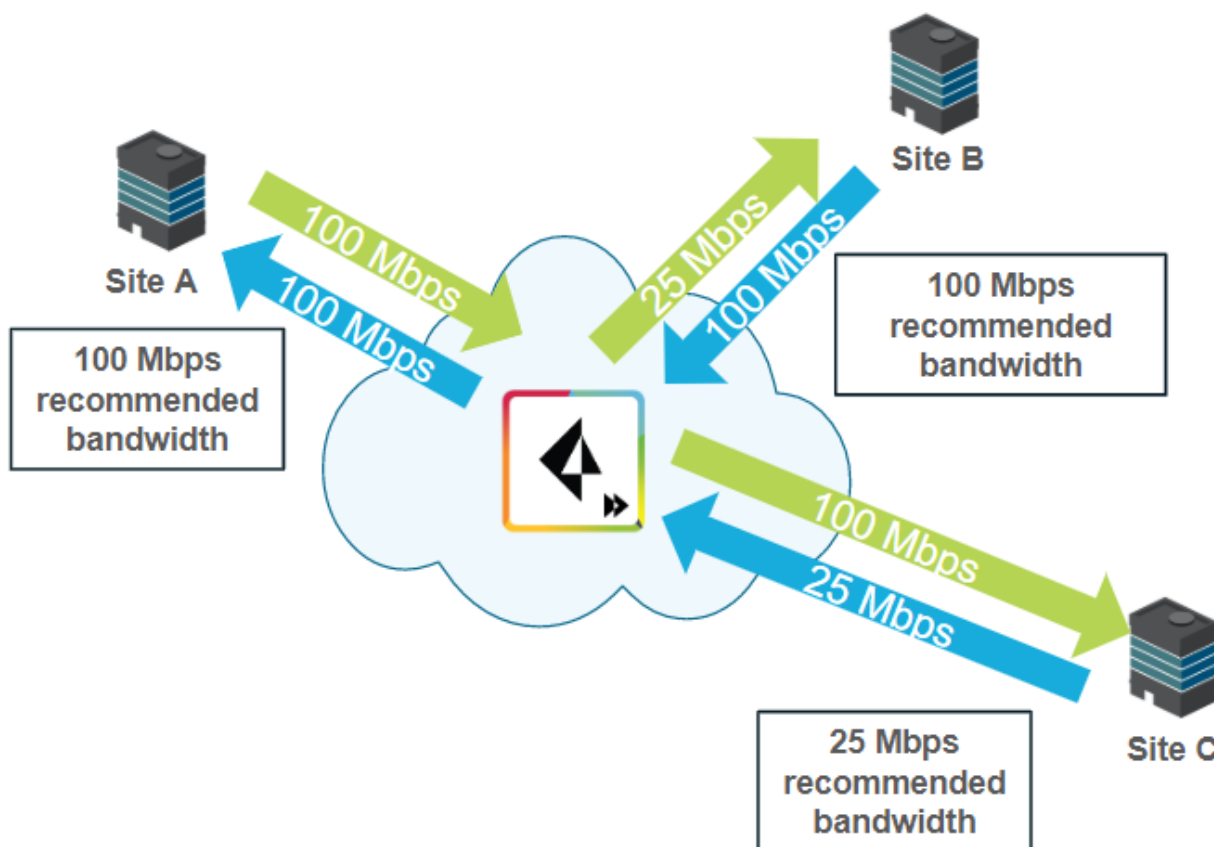 Site B
Site A
100 Mbps
100 Mbps
25 Mbps
100 Mbps
100 Mbps
recommended
bandwidth
100 Mbps
recommended
bandwidth
100 Mbps
25 Mbps
Site C
25 Mbps
recommended
bandwidth